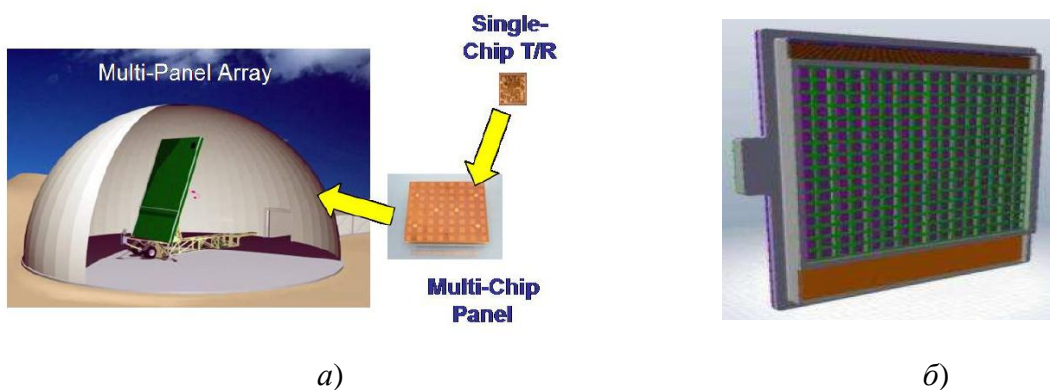 Single-
Chip T/R
Multi-Panel Array
Multi-Chip
Panel
а)
б)